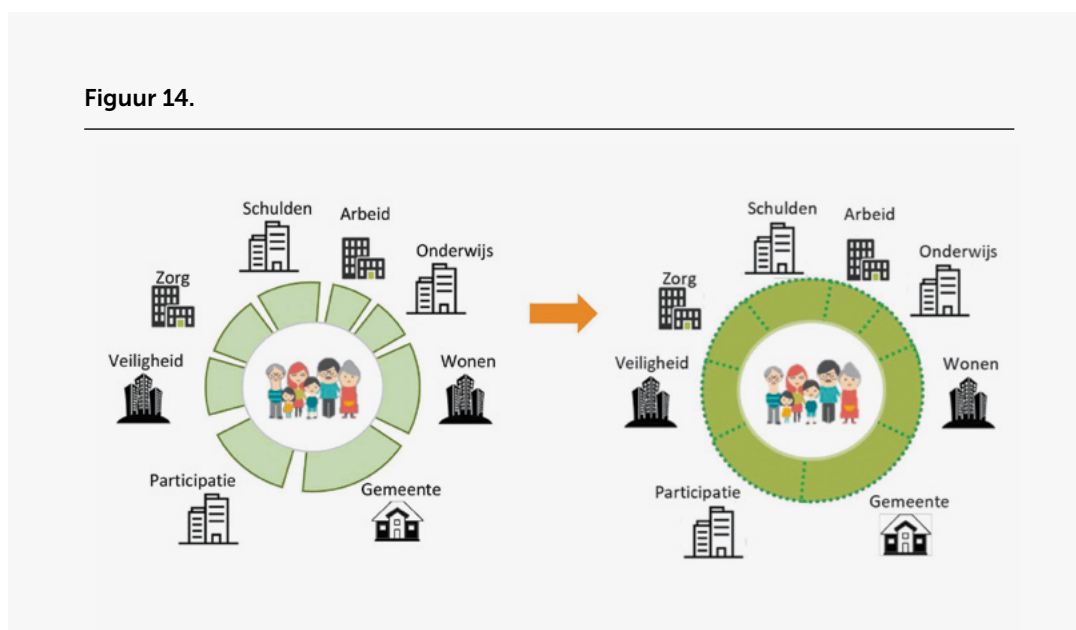 Figuur 14.
Schulden
Arbeid
Onderwijs
Zorg
Veiligheid
Wonen
Participatie
Gemeente
Schulden
Arbeid
Onderwijs
Zorg
Veiligheid
Wonen
Participatie
Gemeente